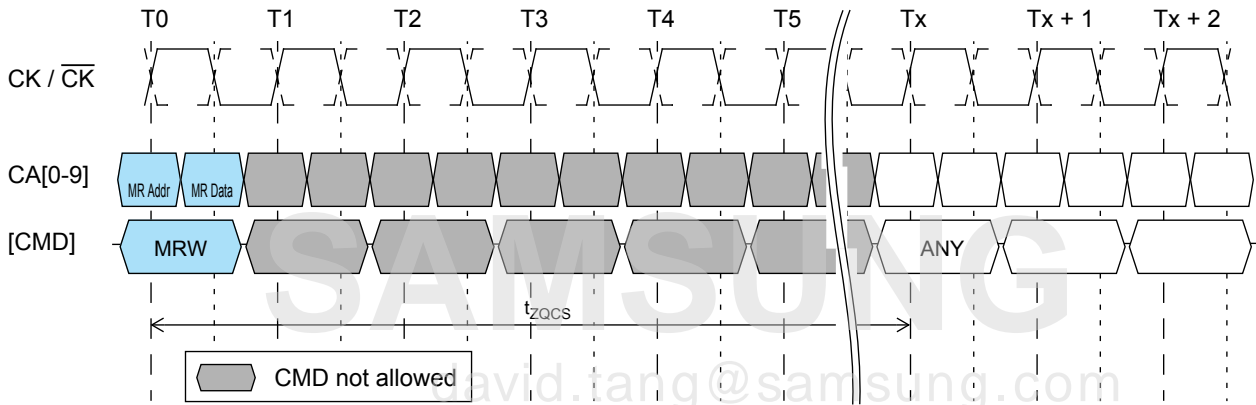 T0 T1 T2 T3 T4 T5 Tx Tx + 1 Tx + 2
CK / CK
CA[0-9] MR Addr MR Data
[CMD] MRW ANY
SAMSUNG
tZQCS
CMD not allowed
david.tang@samsung.com